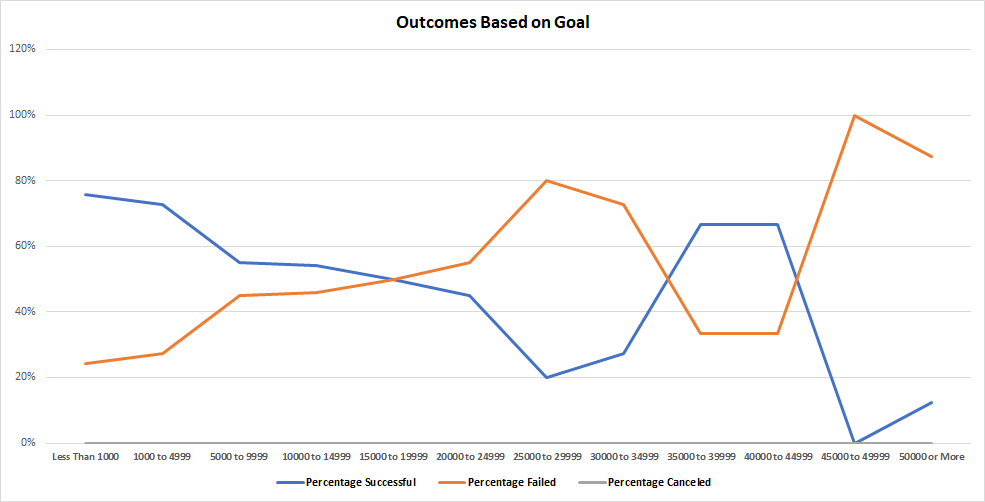 Outcomes Based on Goal
120%
100%
80%
60%
40%
20%
0%
Less Than 1000 1000 to 4999 5000 to 9999 10000 to 14999 15000 to 19999 20000 to 24999 25000 to 29999 30000 to 34999 35000 to 39999 40000 to 44999 45000 to 49999 50000 or More
Percentage Successful Percentage Failed Percentage Canceled